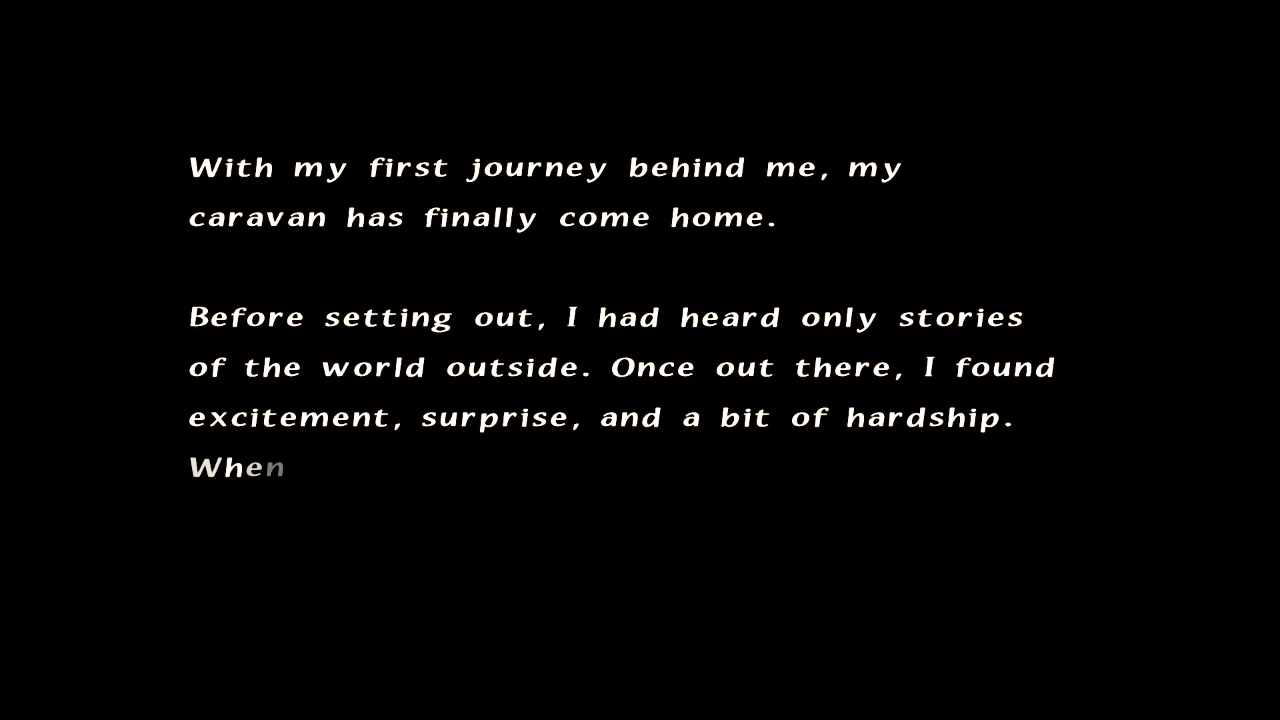 With my first journey behind me, my
caravan has finally come home.
Before setting out, I had heard only stories
of the world outside. Once out there, I found
excitement, surprise, and a bit of hardship.
When